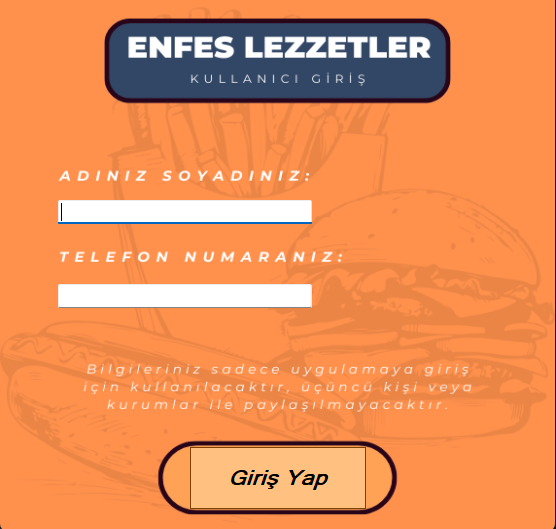 ENFES LEZZETLER
KULLANICI GİRİŞ
ADINIZ SOYADINIZ:
TELEFON NUMARANIZ:
Bilgileriniz sadece uygulamaya giriş
için kullanılacaktır, üçüncü kişi veya
kurumlar ile paylaşılmayacaktır.
Giriş Yap